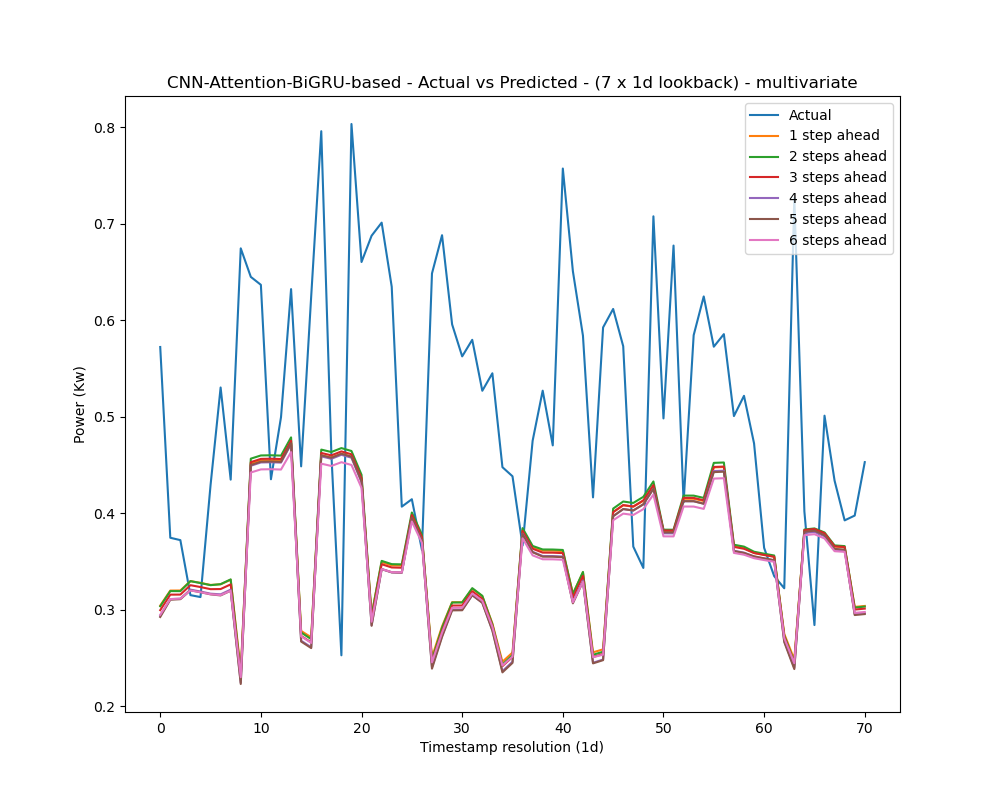 CNN-Attention-BiGRU-based - Actual vs Predicted - (7 x 1d lookback) - multivariate
Actual
1 step ahead
2 steps ahead
3 steps ahead
4 steps ahead
5 steps ahead
6 steps ahead
0.8
0.7
0.6
0.5
0.4
0.3
0.2
Power (Kw)
0 10 20 30 40 50 60 70
Timestamp resolution (1d)